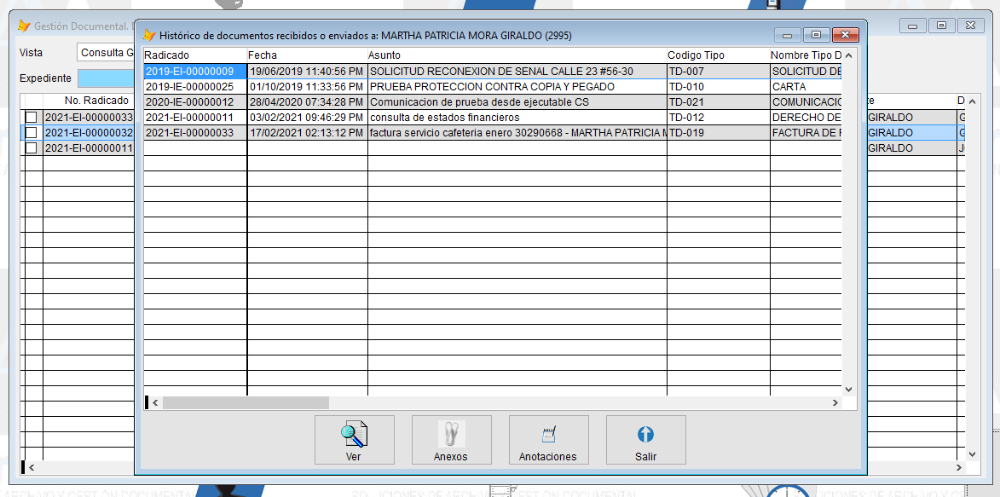 Gestión Documental.
Histórico de documentos recibidos o enviados a: MARTHA PATRICIA MORA GIRALDO (2995)
Vista
Consulta G
Expediente
No. Radicado
2021-EI-00000033
2021-EI-00000032
2021-EI-00000011
Radicado Fecha Asunto Codigo Tipo Nombre Tipo D
2019-EI-00000009 19/06/2019 11:40:56 PM SOLICITUD RECONEXION DE SENAL CALLE 23 #56-30 TD-007 SOLICITUD DE
2019-IE-00000025 01/10/2019 11:33:56 PM PRUEBA PROTECCION CONTRA COPIA Y PEGADO TD-010 CARTA
2020-IE-00000012 28/04/2020 07:34:28 PM Comunicacion de prueba desde ejecutable CS TD-021 COMUNICACIO
2021-EI-00000011 03/02/2021 09:46:29 PM consulta de estados financieros TD-012 DERECHO DE
2021-EI-00000033 17/02/2021 02:13:12 PM factura servicio cafeteria enero 30290668 - MARTHA PATRICIA M TD-019 FACTURA DE
te D
GIRALDO G
GIRALDO G
GIRALDO J
Ver Anexos Anotaciones Salir